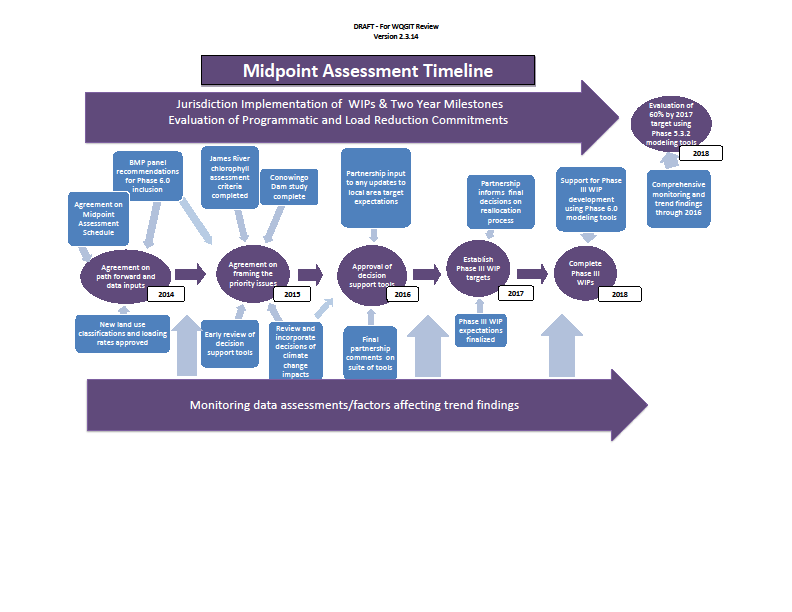 DRAFT - For WQGIT Review
Version 2.3.14
Midpoint Assessment Timeline
Jurisdiction Implementation of WIPs & Two Year Milestones
Evaluation of Programmatic and Load Reduction Commitments
Evaluation of
60% by 2017
target using
Phase 5.3.2
modeling tools
2018
BMP panel
recommendations
for Phase 6.0
inclusion
James River
chlorophyll
assessment
criteria
completed
Conowingo
Dam study
complete
Partnership input
to any updates to
local area target
expectations
Partnership
informs final
decisions on
reallocation
process
Support for Phase
III WIP
development
using Phase 6.0
modeling tools
Comprehensive
monitoring and
trend findings
through 2016
Agreement on
Midpoint
Assessment
Schedule
Agreement on
path forward and
data inputs
2014
Agreement on
framing the
priority issues
2015
Approval of
decision
support tools
2016
Establish
Phase III WIP
targets
2017
Complete
Phase III
WIPs
2018
New land use
classifications and loading
rates approved
Early review of
decision
support tools
Review and
incorporate
decisions of
climate
change
impacts
Final
partnership
comments on
suite of tools
Phase III WIP
expectations
finalized
Monitoring data assessments/factors affecting trend findings